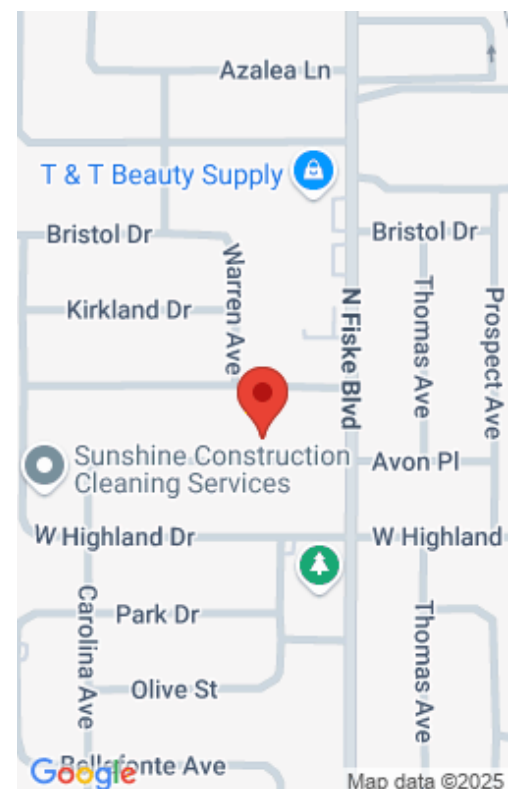 Azalea Ln
T & T Beauty Supply
Bristol Dr
Bristol Dr
Warren Ave
Kirkland Dr
N Fiske Blvd
Thomas Ave
Prospect Ave
Sunshine Construction
Cleaning Services
Avon Pl
W Highland Dr
W Highland
Carolina Ave
Park Dr
Thomas Ave
Olive St
Bellefonte Ave
Google
Map data ©2025